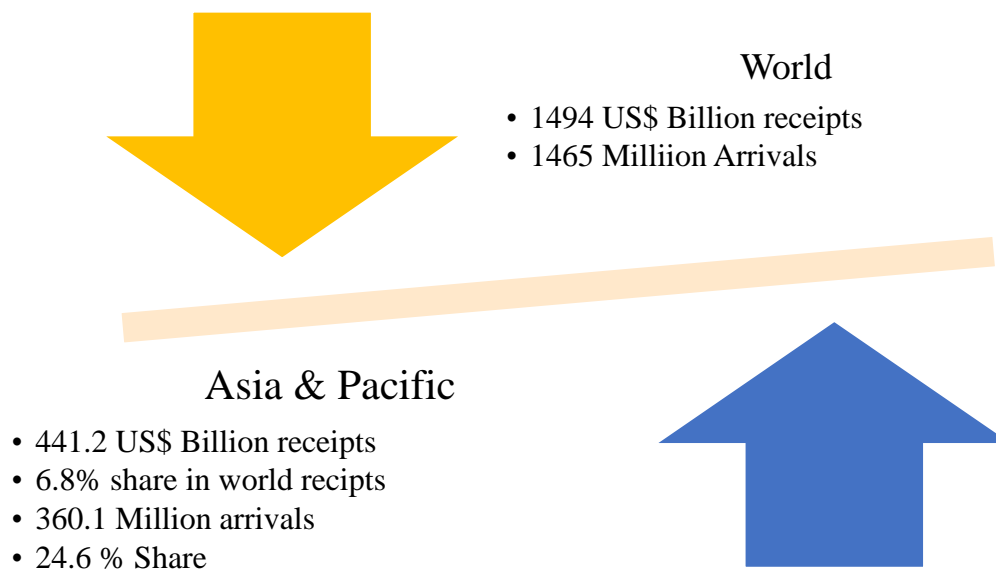 World
• 1494 US$ Billion receipts
• 1465 Milliion Arrivals
Asia & Pacific
• 441.2 US$ Billion receipts
• 6.8% share in world recipts
• 360.1 Million arrivals
• 24.6 % Share